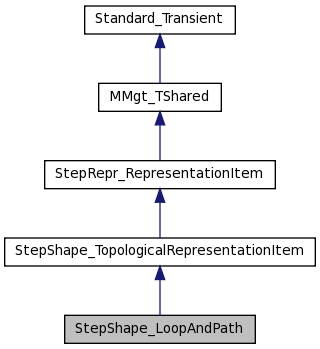 Standard_Transient
MMgt_TShared
StepRepr_RepresentationItem
StepShape_TopologicalRepresentationItem
StepShape_LoopAndPath